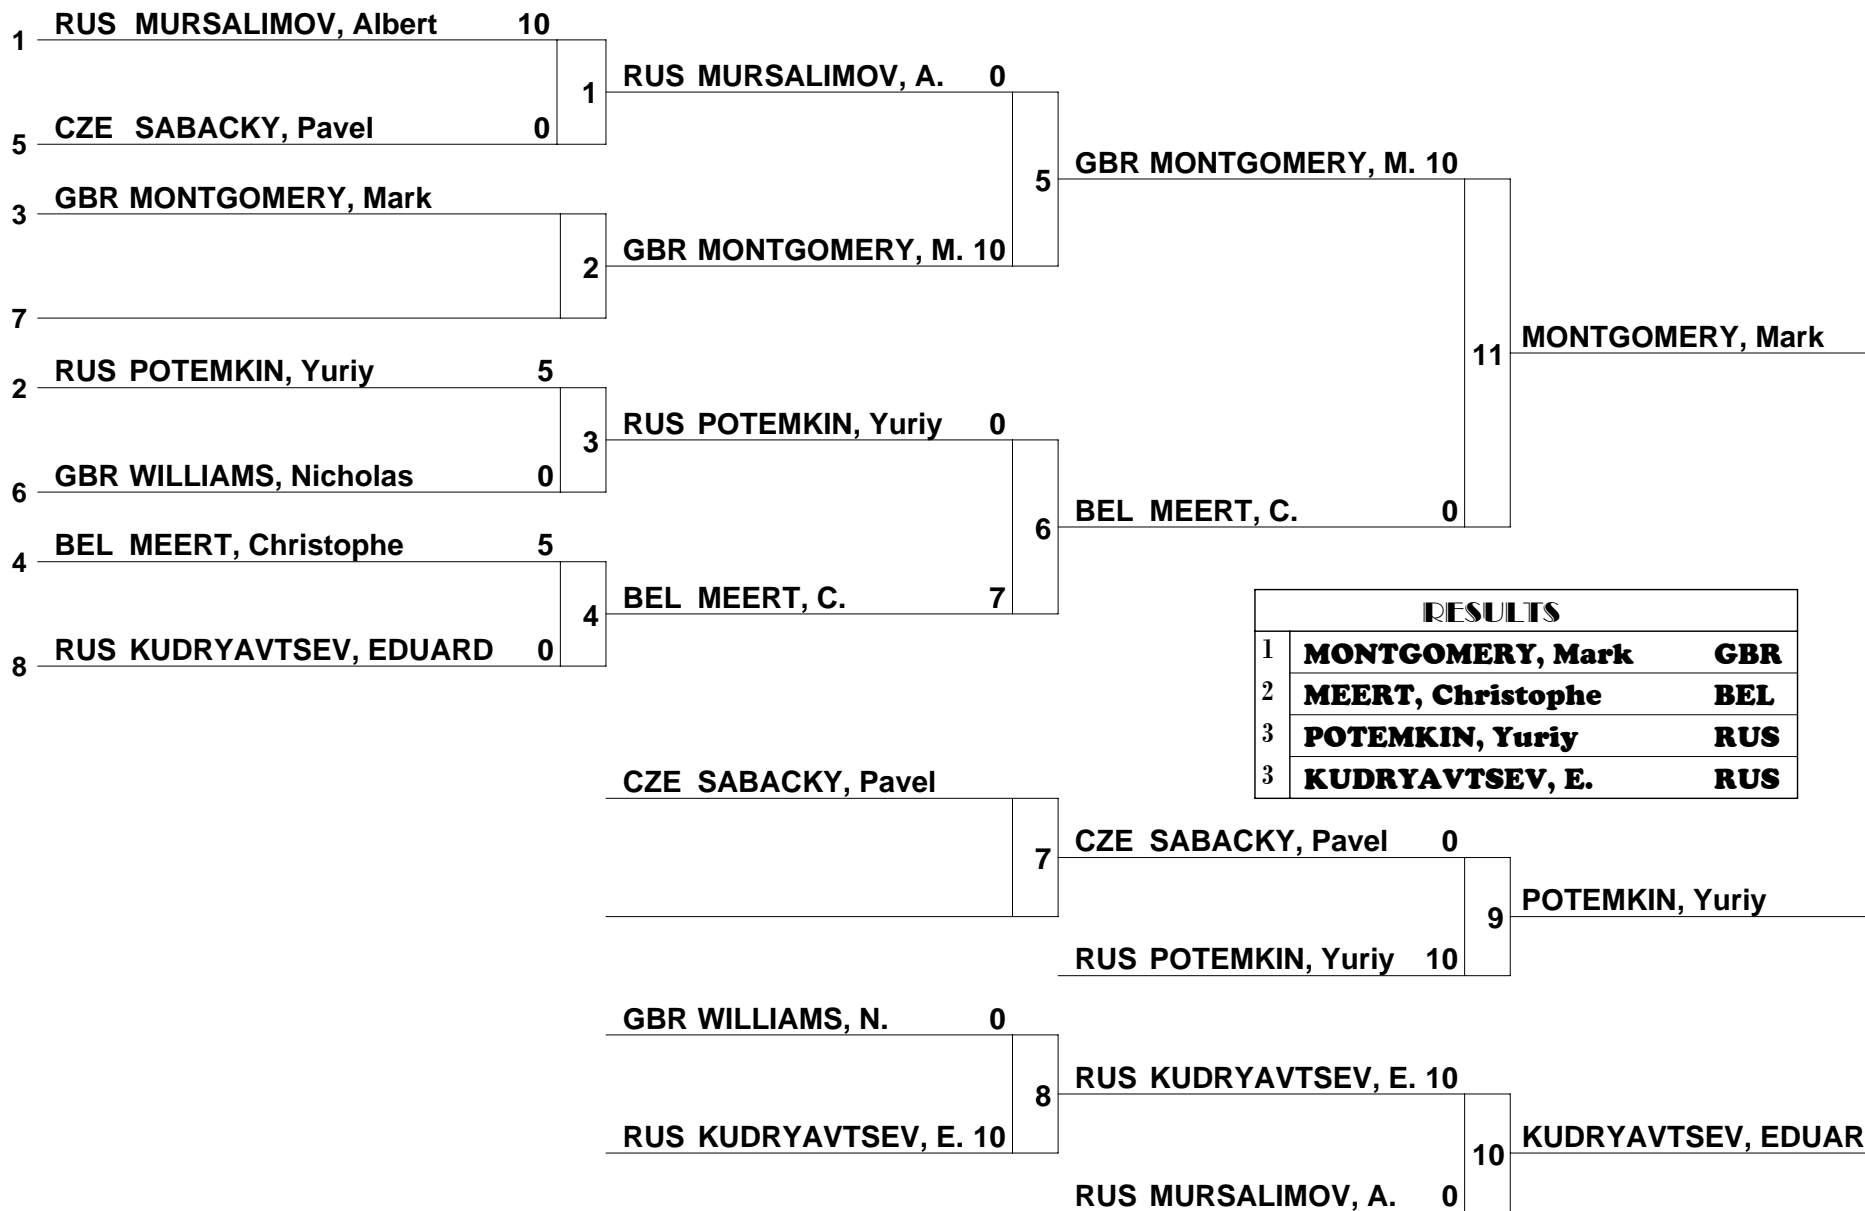 1 RUS MURSALIMOV, Albert 10
5 CZE SABACKY, Pavel 0
1
3 GBR MONTGOMERY, Mark
7
2
2 RUS POTEMKIN, Yuriy 5
6 GBR WILLIAMS, Nicholas 0
3
4 BEL MEERT, Christophe 5
8 RUS KUDRYAVTSEV, EDUARD 0
4
RUS MURSALIMOV, A. 0
GBR MONTGOMERY, M. 10
5
RUS POTEMKIN, Yuriy 0
BEL MEERT, C. 7
6
GBR MONTGOMERY, M. 10
BEL MEERT, C. 0
11
MONTGOMERY, Mark
RESULTS
1 MONTGOMERY, Mark GBR
2 MEERT, Christophe BEL
3 POTEMKIN, Yuriy RUS
3 KUDRYAVTSEV, E. RUS
CZE SABACKY, Pavel
7
CZE SABACKY, Pavel 0
RUS POTEMKIN, Yuriy 10
9
POTEMKIN, Yuriy
GBR WILLIAMS, N. 0
RUS KUDRYAVTSEV, E. 10
8
RUS KUDRYAVTSEV, E. 10
RUS MURSALIMOV, A. 0
10
KUDRYAVTSEV, EDUAR